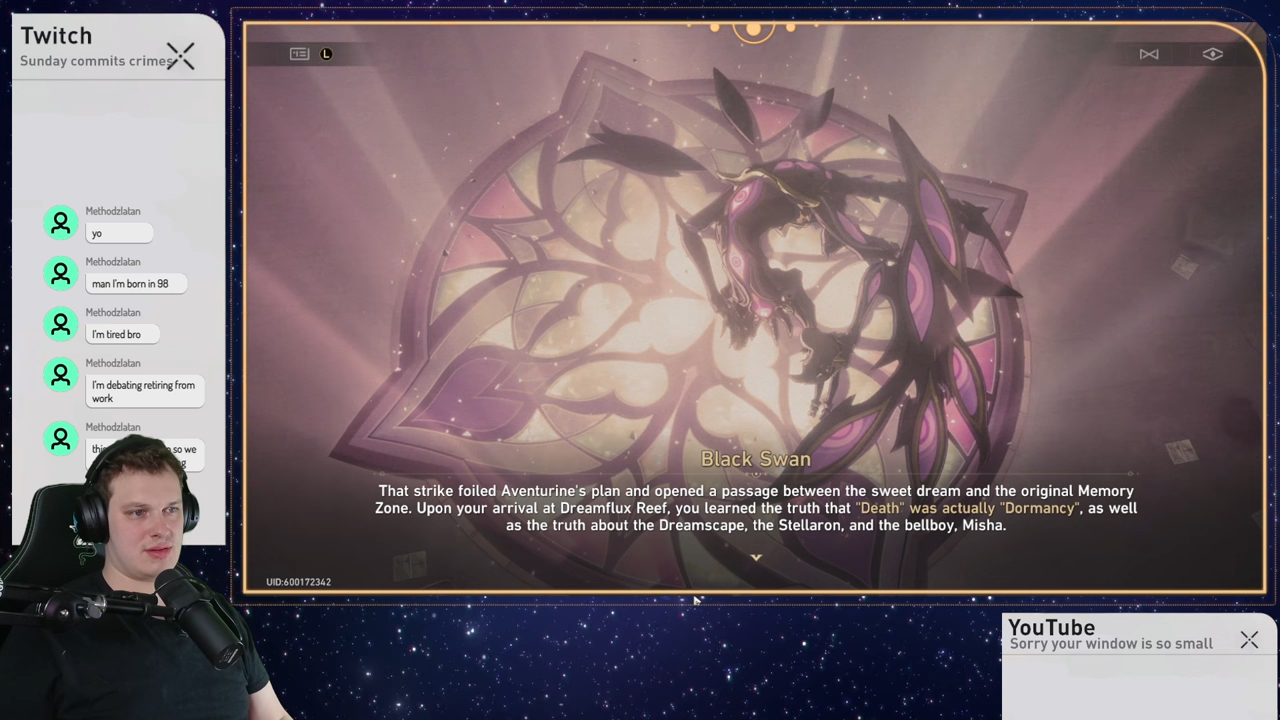 Twitch
Sunday commits crimes
Methodzlatan
yo
Methodzlatan
man I'm born in 98
Methodzlatan
I'm tired bro
Methodzlatan
I'm debating retiring from
work
Methodzlatan
so we
L
Black Swan
That strike foiled Aventurine's plan and opened a passage between the sweet dream and the original Memory
Zone. Upon your arrival at Dreamflux Reef, you learned the truth that "Death" was actually "Dormancy", as well
as the truth about the Dreamscape, the Stellaron, and the bellboy, Misha.
UID:600172342
YouTube
Sorry your window is so small